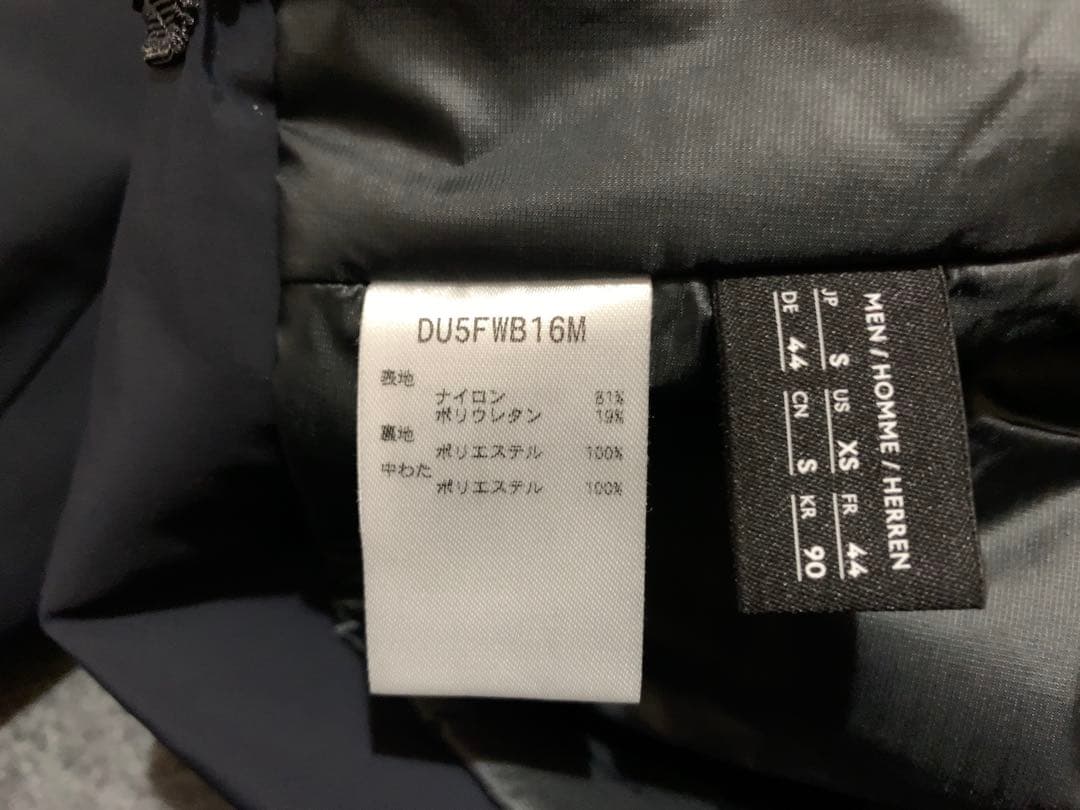 DU5FWB16M
表地
ナイロン 81%
ポリウレタン 19%
裏地
ポリエステル 100%
中わた
ポリエステル 100%
MEN / HOMME / HERREN
JP S US XS FR 44
DE 44 CN S KR 90